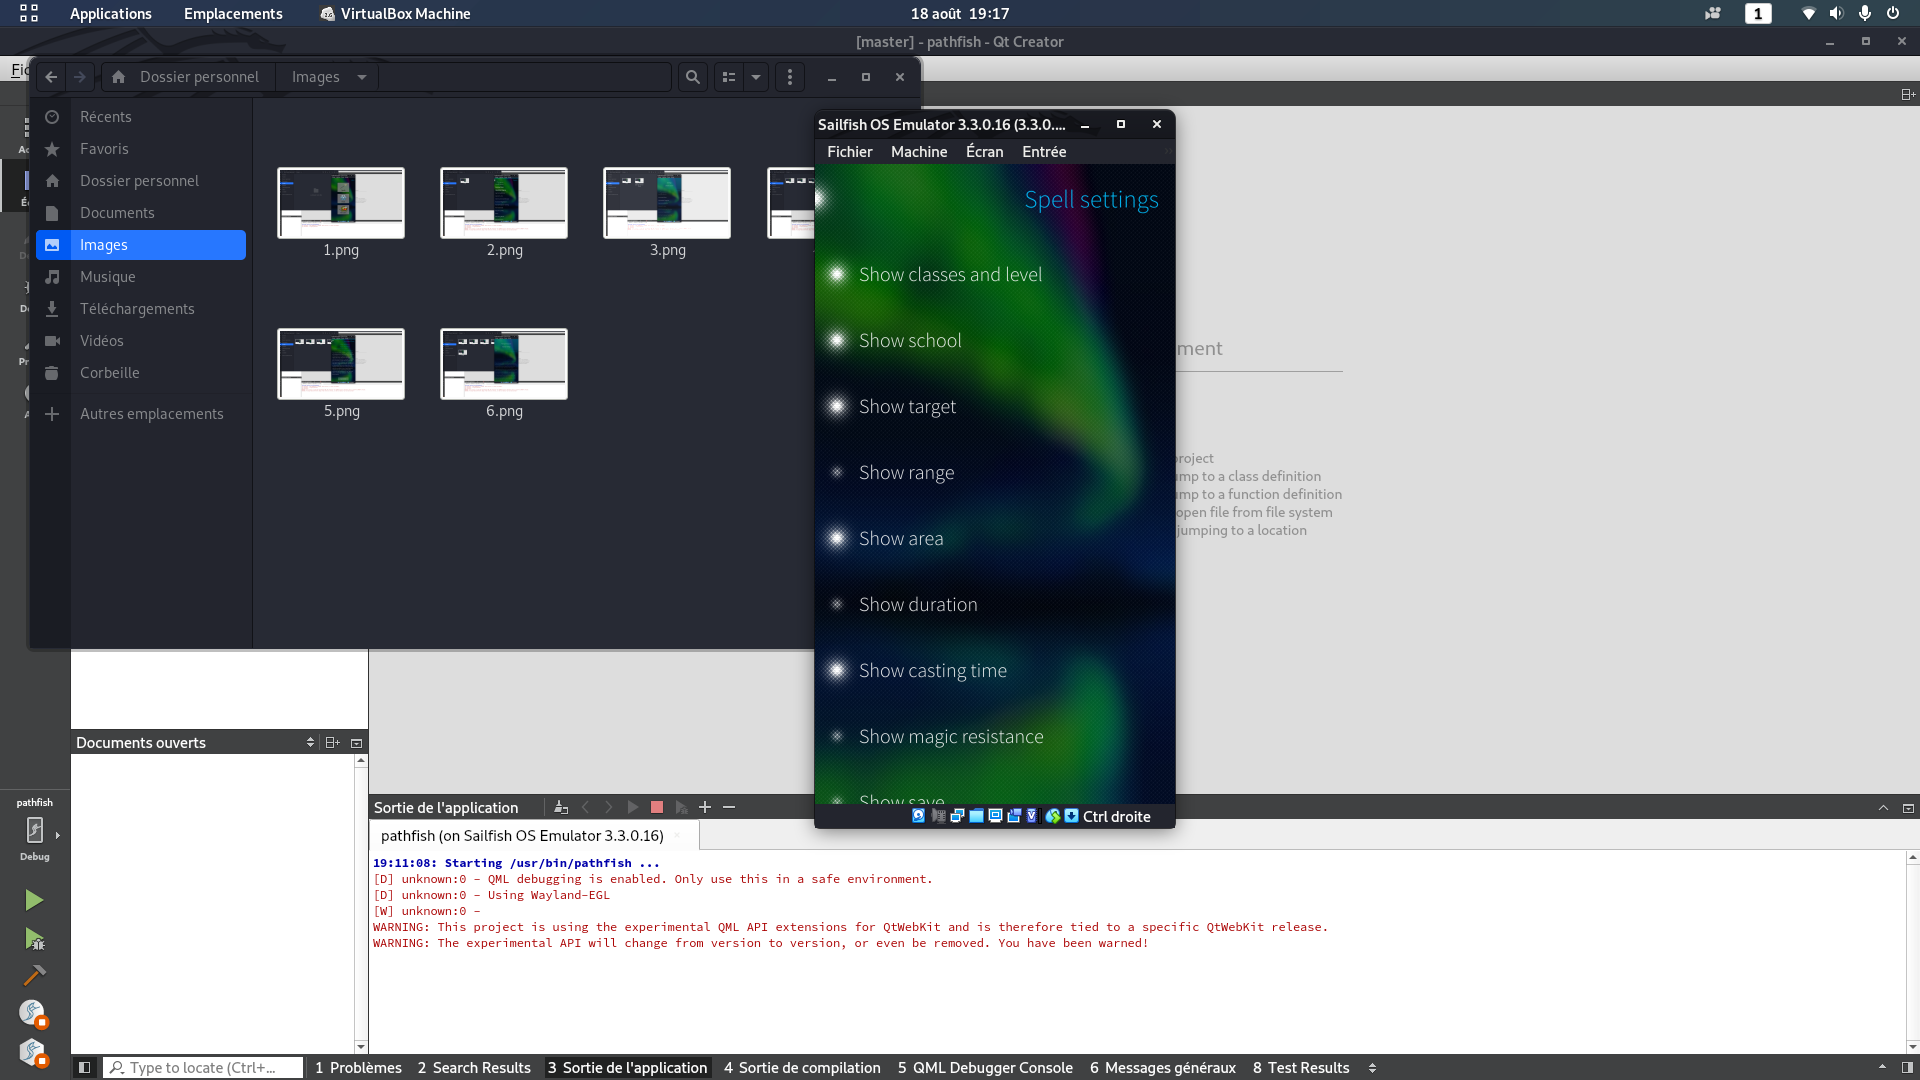 Applications Emplacements VirtualBox Machine 18 août 19:17 1
[master] - pathfish - Qt Creator
Dossier personnel Images
Récents
Favoris
Dossier personnel
Documents
Images
Musique
Téléchargements
Vidéos
Corbeille
Autres emplacements
1.png 2.png 3.png
5.png 6.png
Sailfish OS Emulator 3.3.0.16 (3.3.0....
Fichier Machine Écran Entrée
Spell settings
Show classes and level
Show school
Show target
Show range
Show area
Show duration
Show casting time
Show magic resistance
Show save
Ctrl droite
ment
roject
mp to a class definition
ump to a function definition
open file from file system
jumping to a location
Documents ouverts
pathfish
Debug
Sortie de l'application
pathfish (on Sailfish OS Emulator 3.3.0.16)
19:11:08: Starting /usr/bin/pathfish ...
[D] unknown:0 - QML debugging is enabled. Only use this in a safe environment.
[D] unknown:0 - Using Wayland-EGL
[W] unknown:0 -
WARNING: This project is using the experimental QML API extensions for QtWebKit and is therefore tied to a specific QtWebKit release.
WARNING: The experimental API will change from version to version, or even be removed. You have been warned!
Type to locate (Ctrl+... 1 Problèmes 2 Search Results 3 Sortie de l'application 4 Sortie de compilation 5 QML Debugger Console 6 Messages généraux 8 Test Results